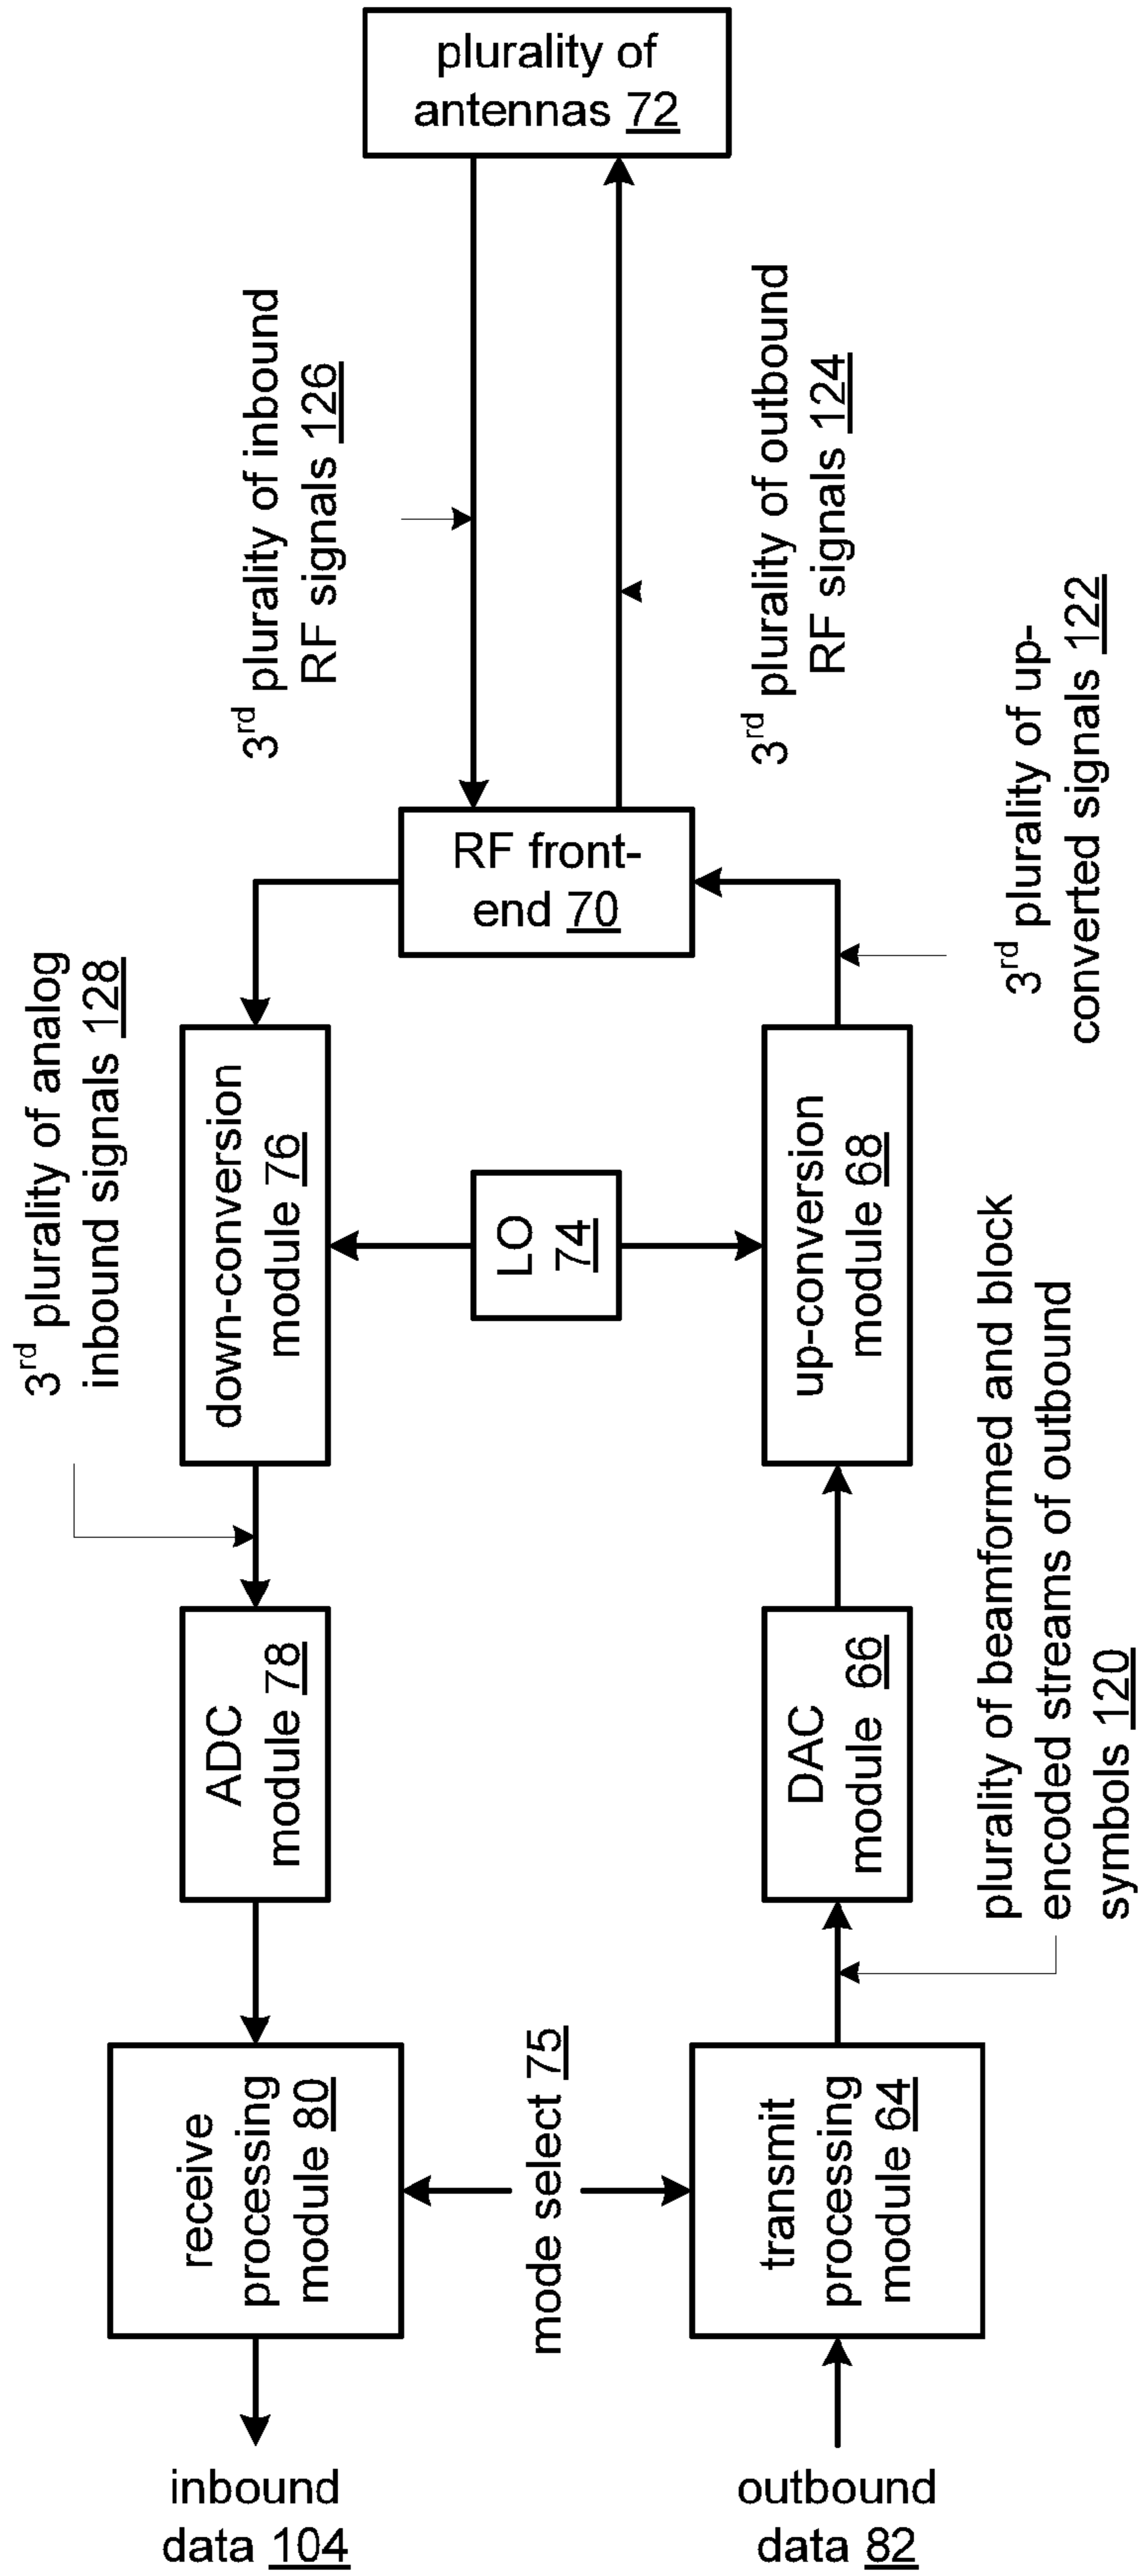 plurality of
antennas 72
3rd plurality of inbound
RF signals 126
3rd plurality of outbound
RF signals 124
RF front-
end 70
3rd plurality of up-
converted signals 122
3rd plurality of analog
inbound signals 128
down-conversion
module 76
LO
74
up-conversion
module 68
ADC
module 78
DAC
module 66
plurality of beamformed and block
encoded streams of outbound
symbols 120
receive
processing
module 80
mode select 75
transmit
processing
module 64
inbound
data 104
outbound
data 82